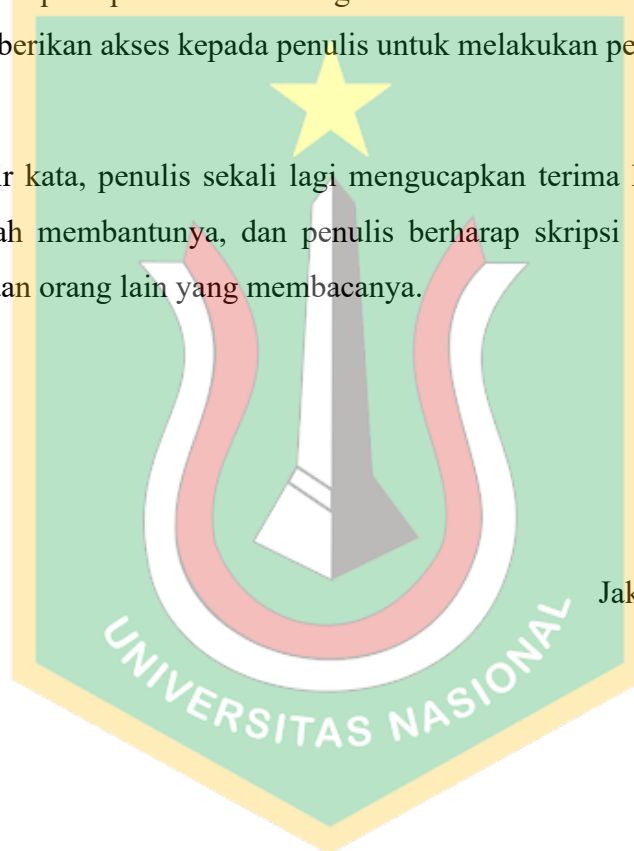 berikan akses kepada penulis untuk melakukan pe
r kata, penulis sekali lagi mengucapkan terima
ah membantunya, dan penulis berharap skripsi
dan orang lain yang membacanya.
Jak
UNIVERSITAS NASIONAL